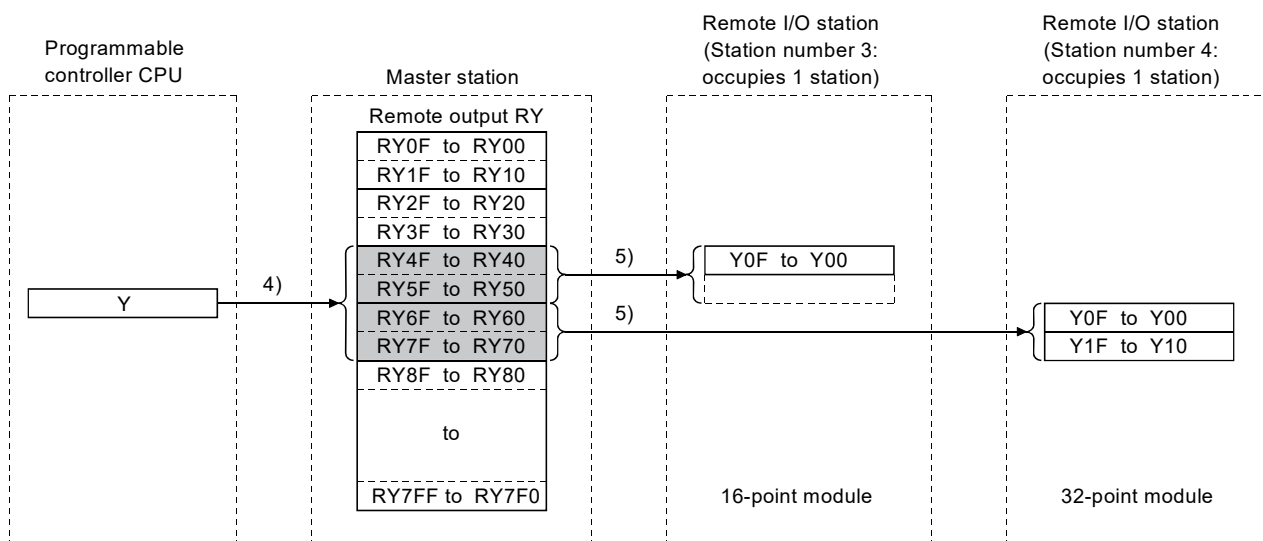 Programmable
controller CPU
Master station
Remote I/O station
(Station number 3:
occupies 1 station)
Remote I/O station
(Station number 4:
occupies 1 station)
Remote output RY
RY0F to RY00
RY1F to RY10
RY2F to RY20
RY3F to RY30
RY4F to RY40
RY5F to RY50
RY6F to RY60
RY7F to RY70
RY8F to RY80
to
RY7FF to RY7F0
Y
4)
5)
5)
Y0F to Y00
Y0F to Y00
Y1F to Y10
16-point module
32-point module